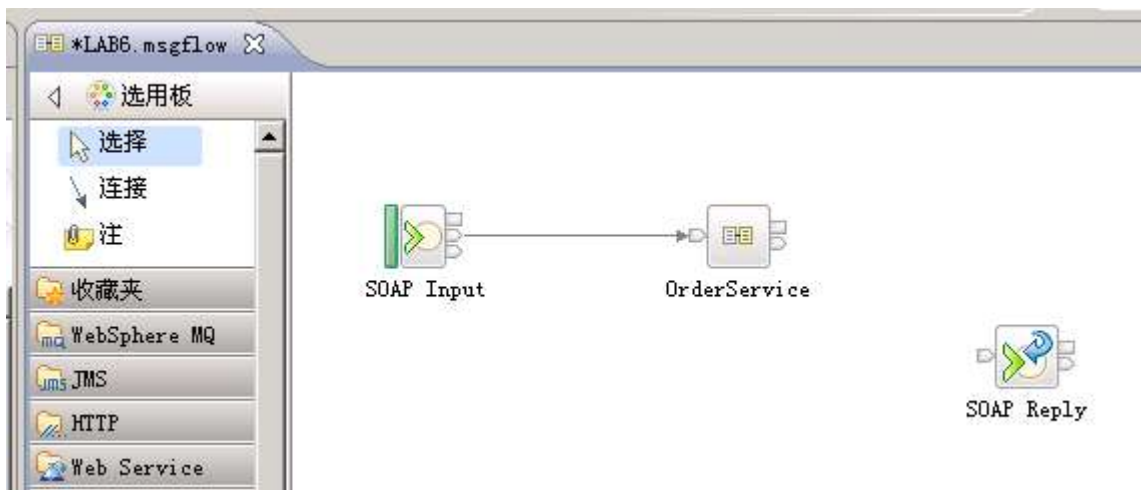 *LAB6.msgflow
选用板
选择
连接
注
收藏夹
WebSphere MQ
JMS
HTTP
Web Service
SOAP Input
OrderService
SOAP Reply